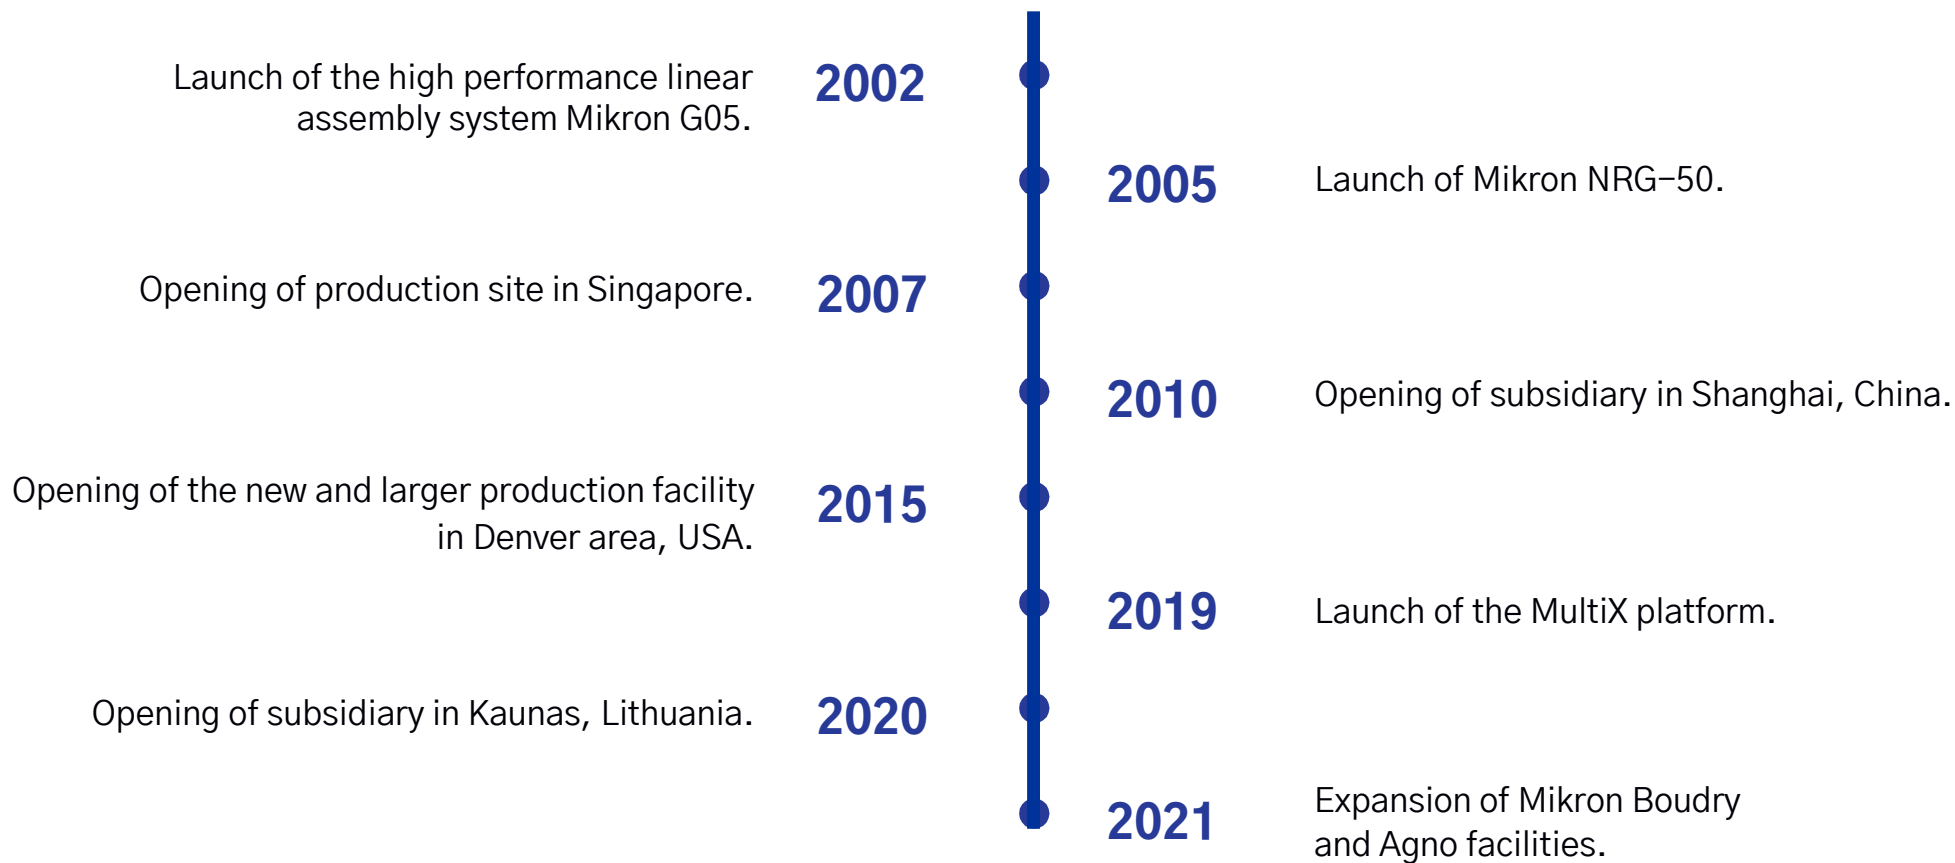 Launch of the high performance linear
assembly system Mikron G05.
2002
2005
Launch of Mikron NRG-50.
Opening of production site in Singapore.
2007
2010
Opening of subsidiary in Shanghai, China.
Opening of the new and larger production facility
in Denver area, USA.
2015
2019
Launch of the MultiX platform.
Opening of subsidiary in Kaunas, Lithuania.
2020
2021
Expansion of Mikron Boudry
and Agno facilities.